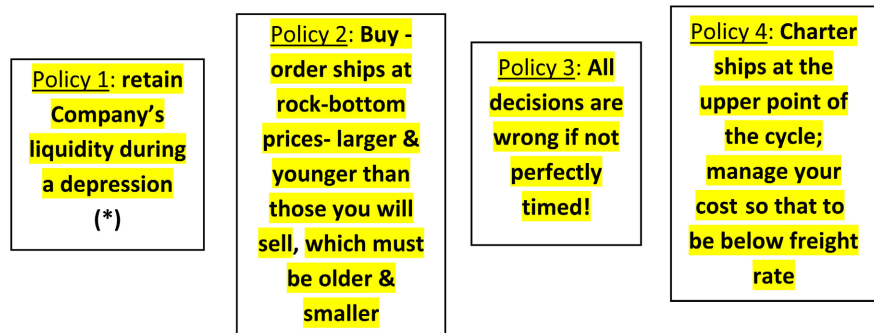 Policy 1: retain
Company's
liquidity during
a depression
(*)
Policy 2: Buy -
order ships at
rock-bottom
prices- larger &
younger than
those you will
sell, which must
be older &
smaller
Policy 3: All
decisions are
wrong if not
perfectly
timed!
Policy 4: Charter
ships at the
upper point of
the cycle;
manage your
cost so that to
be below freight
rate